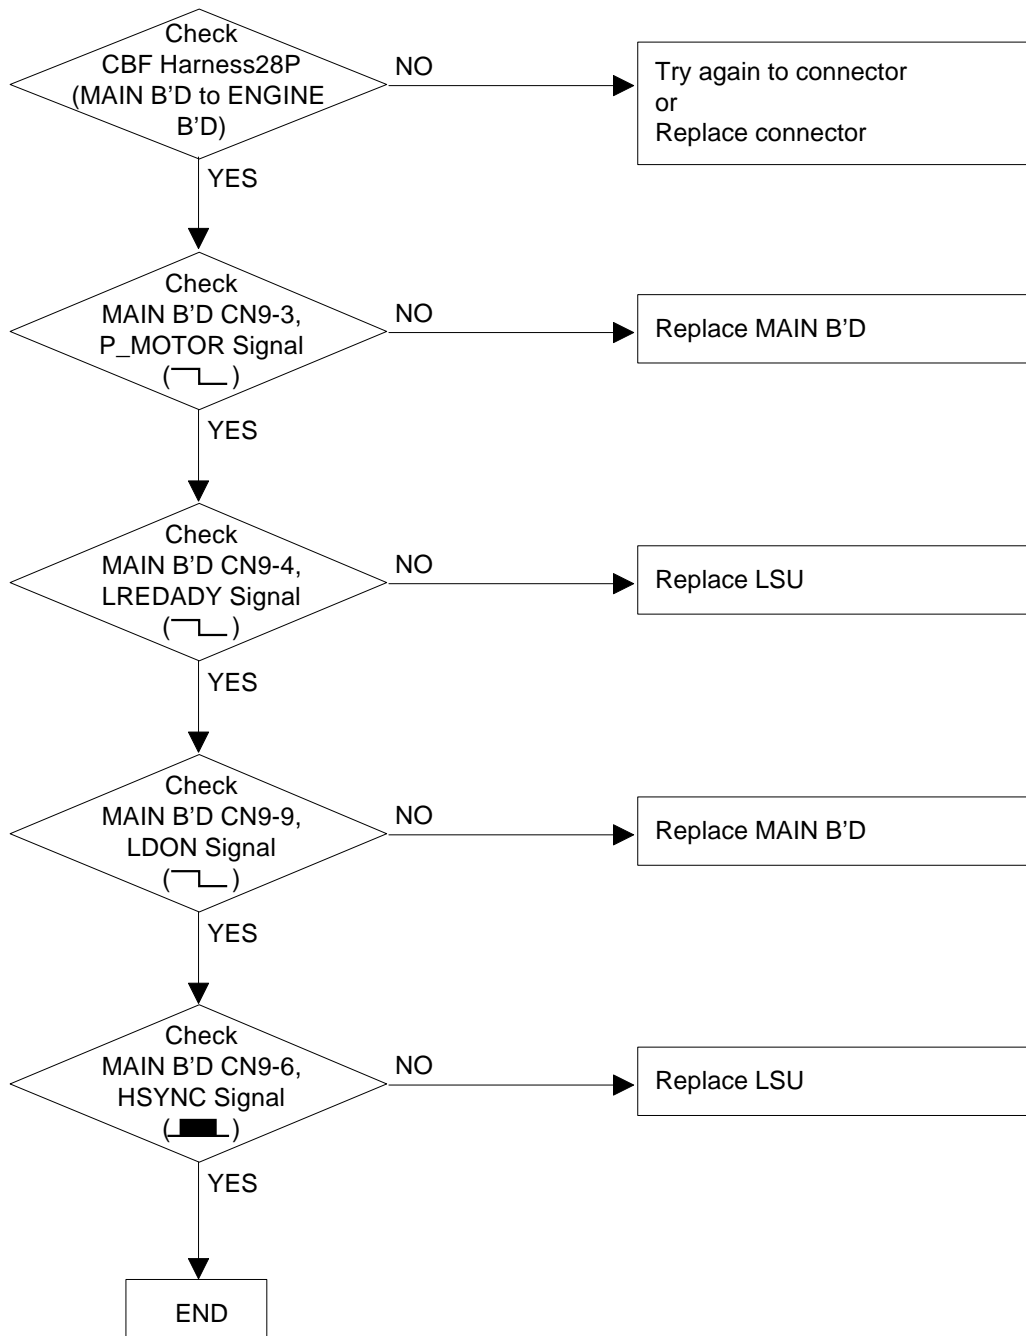 Check
CBF Harness28P
(MAIN B’D to ENGINE
B’D)
NO
Try again to connector
or
Replace connector
YES
Check
MAIN B’D CN9-3,
P_MOTOR Signal
( )
NO
Replace MAIN B’D
YES
Check
MAIN B’D CN9-4,
LREDADY Signal
( )
NO
Replace LSU
YES
Check
MAIN B’D CN9-9,
LDON Signal
( )
NO
Replace MAIN B’D
YES
Check
MAIN B’D CN9-6,
HSYNC Signal
( )
NO
Replace LSU
YES
END